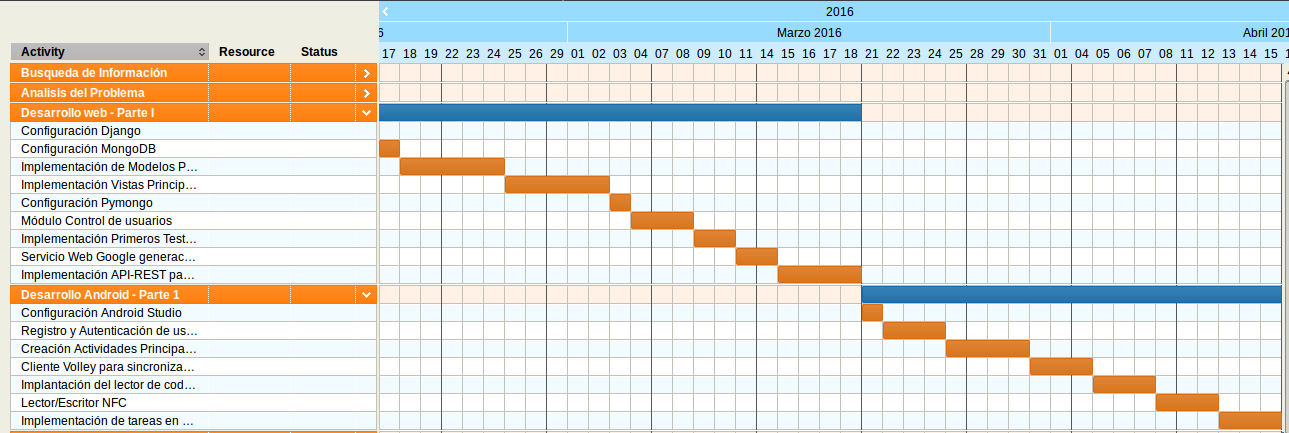 2016
6 Marzo 2016 Abril 201
Activity Resource Status
17 18 19 22 23 24 25 26 29 01 02 03 04 07 08 09 10 11 14 15 16 17 18 21 22 23 24 25 28 29 30 31 01 04 05 06 07 08 11 12 13 14 15 1
Busqueda de Información
Analisis del Problema
Desarrollo web - Parte I
Configuración Django
Configuración MongoDB
Implementación de Modelos P...
Implementación Vistas Princip...
Configuración Pymongo
Módulo Control de usuarios
Implementación Primeros Test...
Servicio Web Google generac...
Implementación API-REST pa...
Desarrollo Android - Parte 1
Configuración Android Studio
Registro y Autenticación de us...
Creación Actividades Principa...
Cliente Volley para sincroniza...
Implantación del lector de cod...
Lector/Escritor NFC
Implementación de tareas en ...